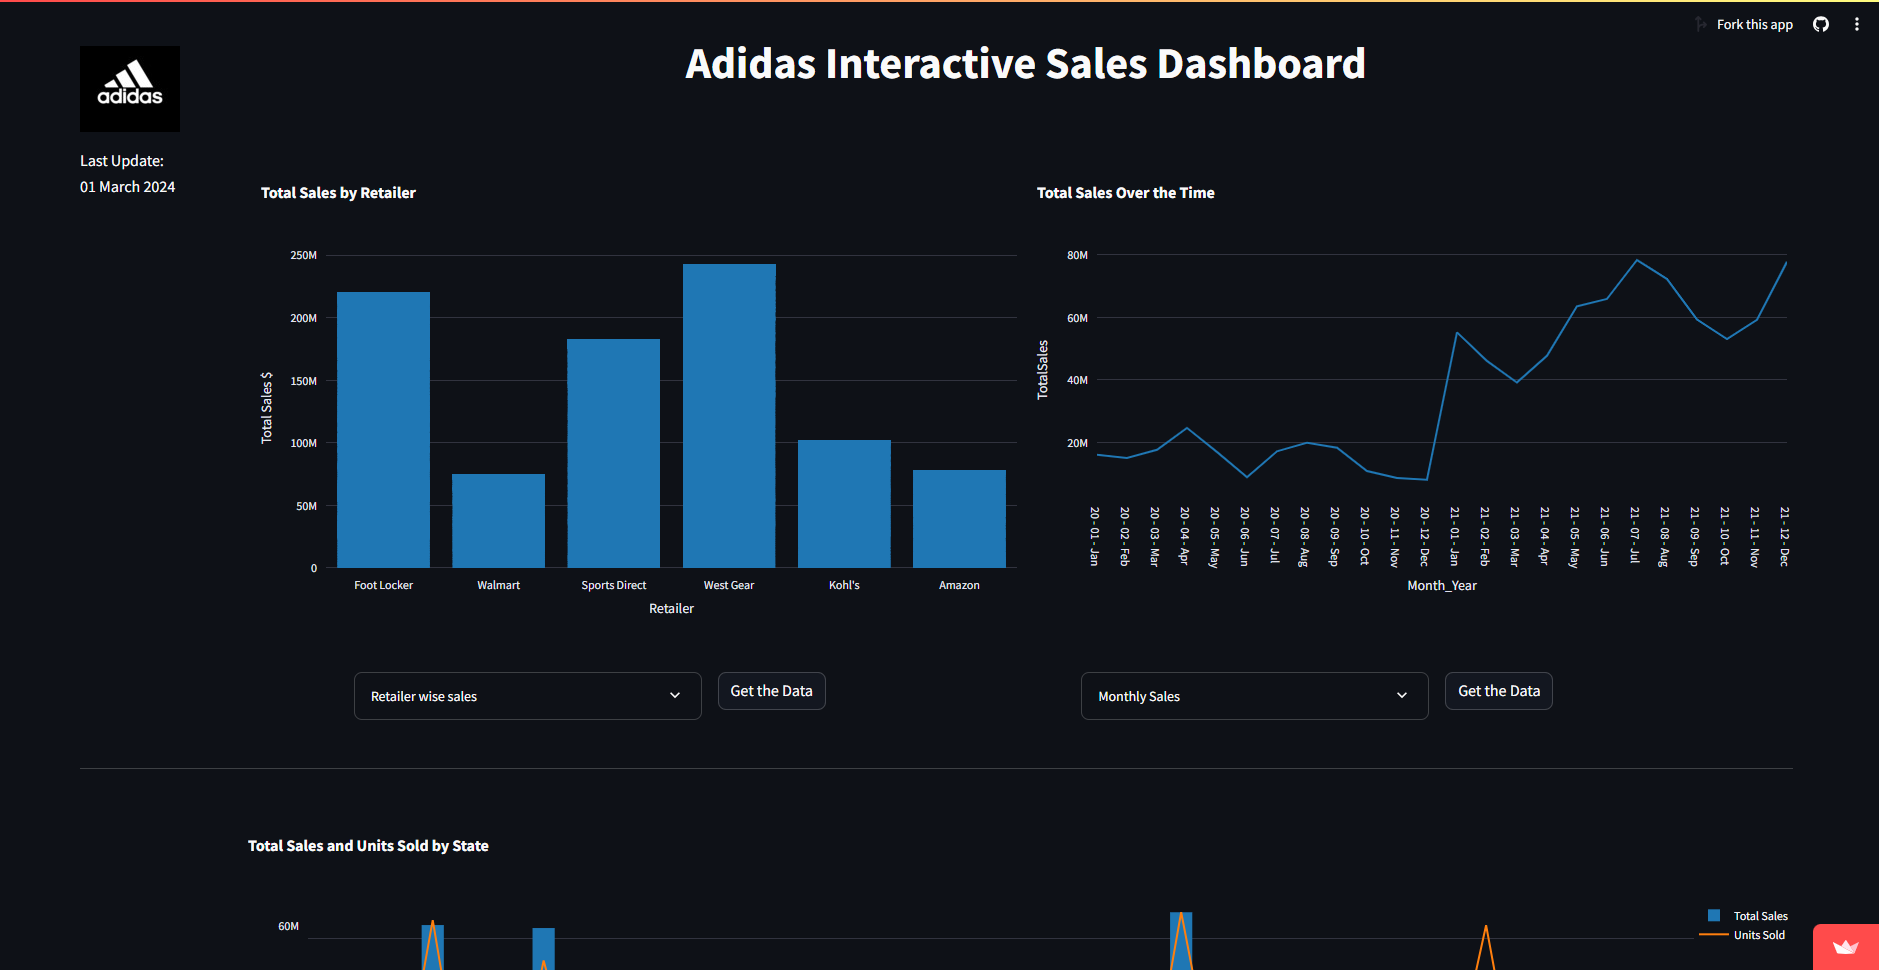 Fork this app
adidas
Adidas Interactive Sales Dashboard
Last Update:
01 March 2024
Total Sales by Retailer
250M
200M
150M
100M
50M
0
Total Sales $
Foot Locker
Walmart
Sports Direct
West Gear
Kohl's
Amazon
Retailer
Total Sales Over the Time
80M
60M
40M
20M
TotalSales
20 - 01 - Jan
20 - 02 - Feb
20 - 03 - Mar
20 - 04 - Apr
20 - 05 - May
20 - 06 - Jun
20 - 07 - Jul
20 - 08 - Aug
20 - 09 - Sep
20 - 10 - Oct
20 - 11 - Nov
20 - 12 - Dec
21 - 01 - Jan
21 - 02 - Feb
21 - 03 - Mar
21 - 04 - Apr
21 - 05 - May
21 - 06 - Jun
21 - 07 - Jul
21 - 08 - Aug
21 - 09 - Sep
21 - 10 - Oct
21 - 11 - Nov
21 - 12 - Dec
Month_Year
Retailer wise sales
Get the Data
Monthly Sales
Get the Data
Total Sales and Units Sold by State
60M
Total Sales
Units Sold